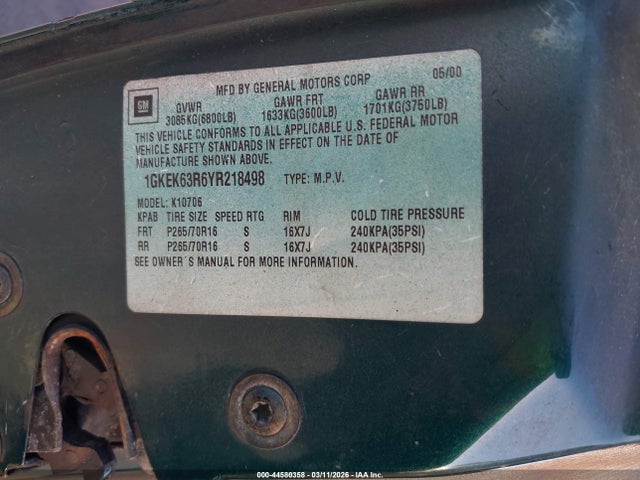 MFD BY GENERAL MOTORS CORP 05/00
GM
GVWR GAWR FRT GAWR RR
3085KG(6800LB) 1633KG(3600LB) 1701KG(3750LB)
THIS VEHICLE CONFORMS TO ALL APPLICABLE U.S. FEDERAL MOTOR
VEHICLE SAFETY STANDARDS IN EFFECT ON THE DATE OF
MANUFACTURE SHOWN ABOVE.
1GKEK63R6YR218498 TYPE: M.P.V.
MODEL: K10706
KPAB TIRE SIZE SPEED RTG RIM COLD TIRE PRESSURE
FRT P265/70R16 S 16X7J 240KPA(35PSI)
RR P265/70R16 S 16X7J 240KPA(35PSI)
SEE OWNER'S MANUAL FOR MORE INFORMATION.
000-44580358 - 03/11/2026 - IAA Inc.